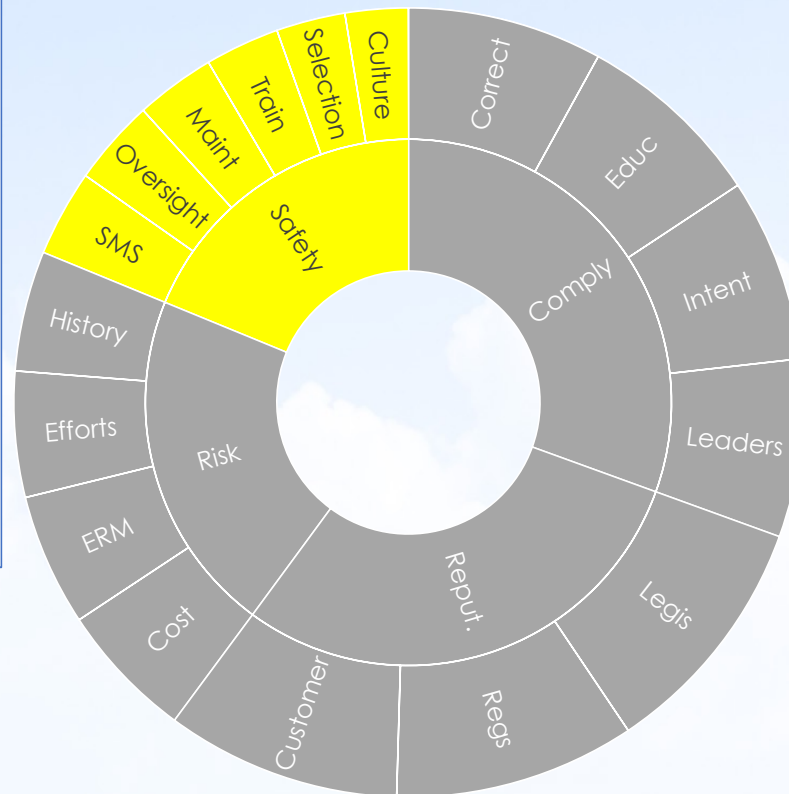 Correct
Educ
Intent
Leaders
Legis
Regs
Customer
Cost
ERM
Efforts
History
SMS
Oversight
Maint
Train
Selection
Culture
Comply
Reput.
Risk
Safety